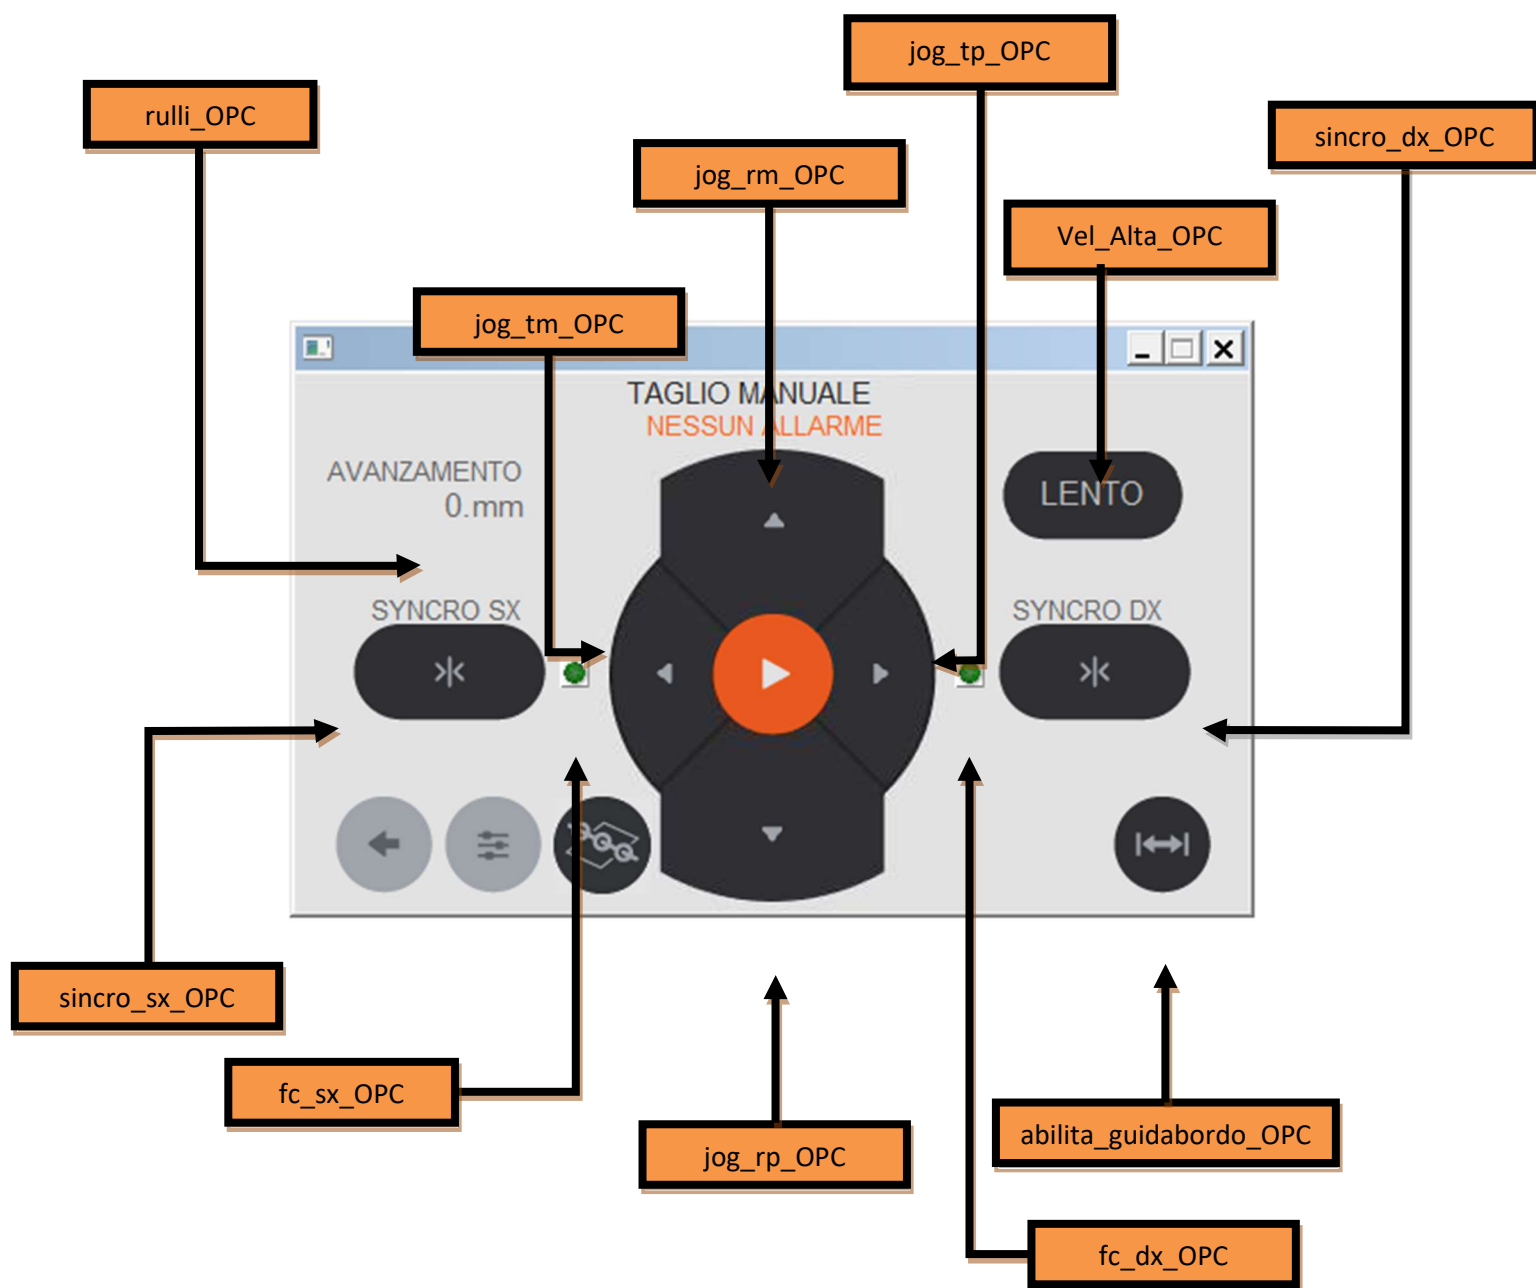 jog_tp_OPC
rulli_OPC
sincro_dx_OPC
jog_rm_OPC
Vel_Alta_OPC
jog_tm_OPC
TAGLIO MANUALE
NESSUN ALLARME
AVANZAMENTO
0.mm
LENTO
SYNCRO SX
SYNCRO DX
sincro_sx_OPC
fc_sx_OPC
abilita_guidabordo_OPC
jog_rp_OPC
fc_dx_OPC